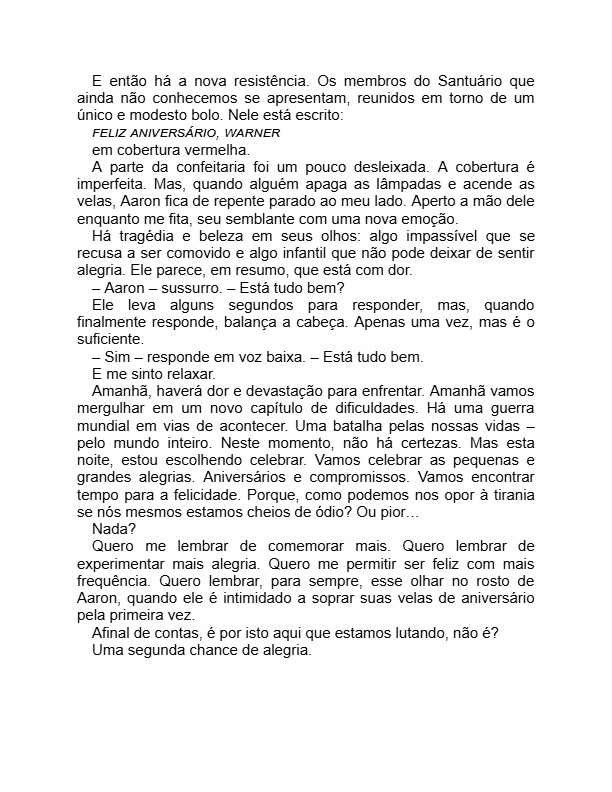 E então há a nova resistência. Os membros do Santuário que
ainda não conhecemos se apresentam, reunidos em torno de um
único e modesto bolo. Nele está escrito:
FELIZ ANIVERSÁRIO, WARNER
em cobertura vermelha.
A parte da confeitaria foi um pouco desleixada. A cobertura é
imperfeita. Mas, quando alguém apaga as lâmpadas e acende as
velas, Aaron fica de repente parado ao meu lado. Aperto a mão dele
enquanto me fita, seu semblante com uma nova emoção.
Há tragédia e beleza em seus olhos: algo impassível que se
recusa a ser comovido e algo infantil que não pode deixar de sentir
alegria. Ele parece, em resumo, que está com dor.
– Aaron – sussurro. – Está tudo bem?
Ele leva alguns segundos para responder, mas, quando
finalmente responde, balança a cabeça. Apenas uma vez, mas é o
suficiente.
– Sim – responde em voz baixa. – Está tudo bem.
E me sinto relaxar.
Amanhã, haverá dor e devastação para enfrentar. Amanhã vamos
mergulhar em um novo capítulo de dificuldades. Há uma guerra
mundial em vias de acontecer. Uma batalha pelas nossas vidas –
pelo mundo inteiro. Neste momento, não há certezas. Mas esta
noite, estou escolhendo celebrar. Vamos celebrar as pequenas e
grandes alegrias. Aniversários e compromissos. Vamos encontrar
tempo para a felicidade. Porque, como podemos nos opor à tirania
se nós mesmos estamos cheios de ódio? Ou pior…
Nada?
Quero me lembrar de comemorar mais. Quero lembrar de
experimentar mais alegria. Quero me permitir ser feliz com mais
frequência. Quero lembrar, para sempre, esse olhar no rosto de
Aaron, quando ele é intimidado a soprar suas velas de aniversário
pela primeira vez.
Afinal de contas, é por isto aqui que estamos lutando, não é?
Uma segunda chance de alegria.